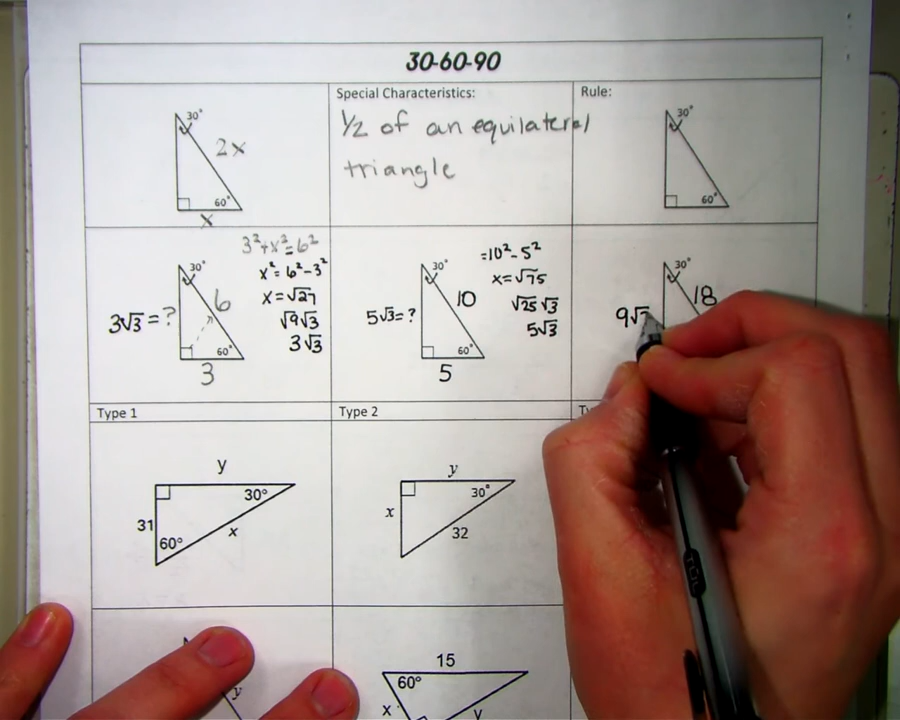 30-60-90
30°
2x
60°
x
Special Characteristics:
½ of an equilateral
triangle
Rule:
30°
60°
3²+x²=6²
x²=6²-3²
x=√27
√9√3
3√3
30°
6
3√3=?
60°
3
=10²-5²
x=√75
√25√3
5√3
30°
10
5√3=?
60°
5
30°
18
9√
Type 1
Type 2
y
30°
31
x
60°
y
30°
x
32
y
15
60°
x
y